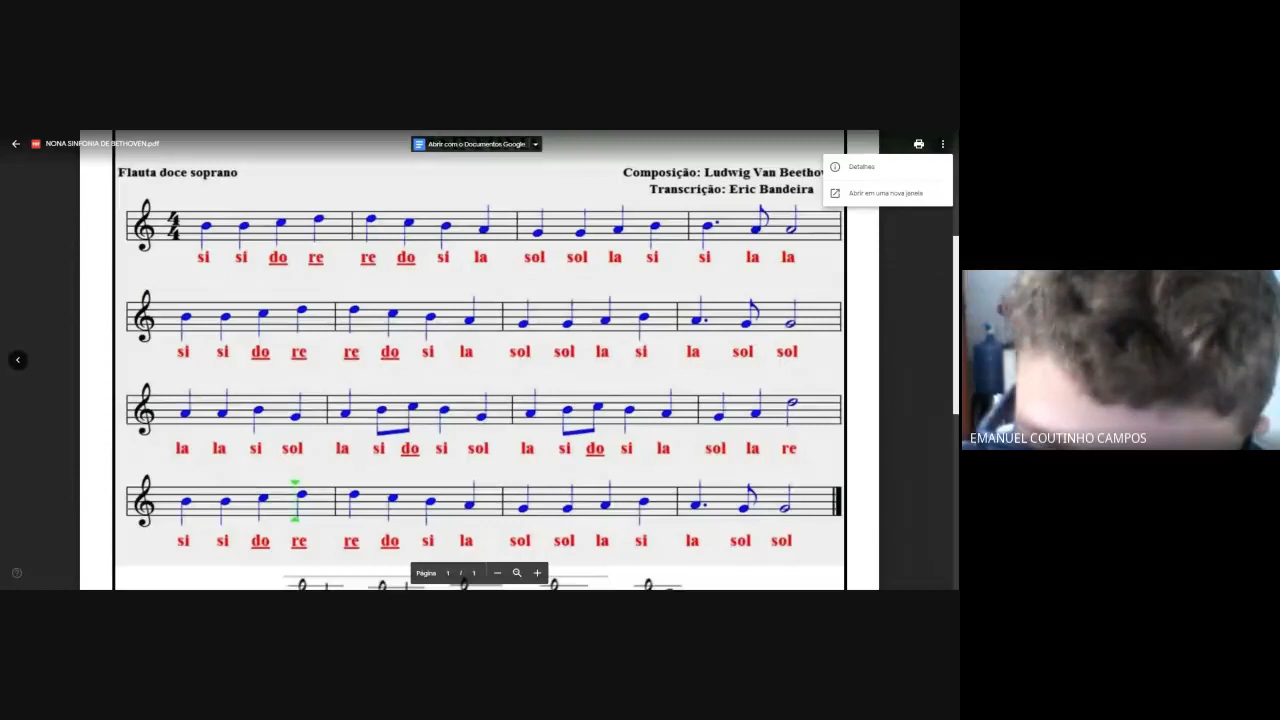 NONA SINFONIA DE BETHOVEN.pdf
Abrir com o Documentos Google
Detalhes
Abrir em uma nova janela
Flauta doce soprano
Composição: Ludwig Van
Transcrição: Eric Bandeira
si si do re re do si la sol sol la si si la la
si si do re re do si la sol sol la si la sol sol
la la si sol la si do si sol la si do si la sol la re
si si do re re do si la sol sol la si la sol sol
Página 1 / 1
EMANUEL COUTINHO CAMPOS